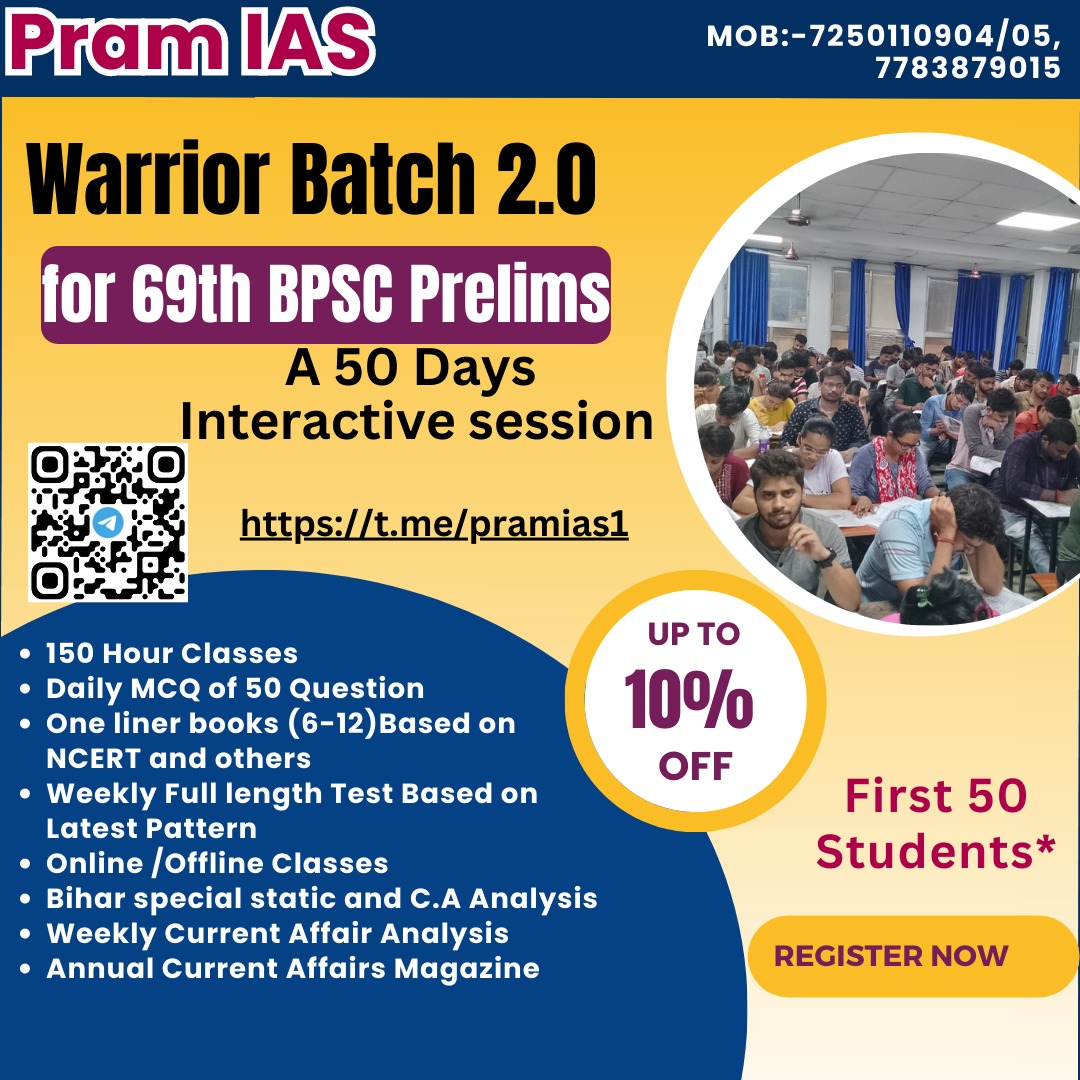 Pram IAS
MOB:-7250110904/05,
7783879015
Warrior Batch 2.0
for 69th BPSC Prelims
A 50 Days
Interactive session
https://t.me/pramias1
150 Hour Classes
Daily MCQ of 50 Question
One liner books (6-12)Based on
NCERT and others
Weekly Full length Test Based on
Latest Pattern
Online /Offline Classes
Bihar special static and C.A Analysis
Weekly Current Affair Analysis
Annual Current Affairs Magazine
UP TO
10%
OFF
First 50
Students*
REGISTER NOW